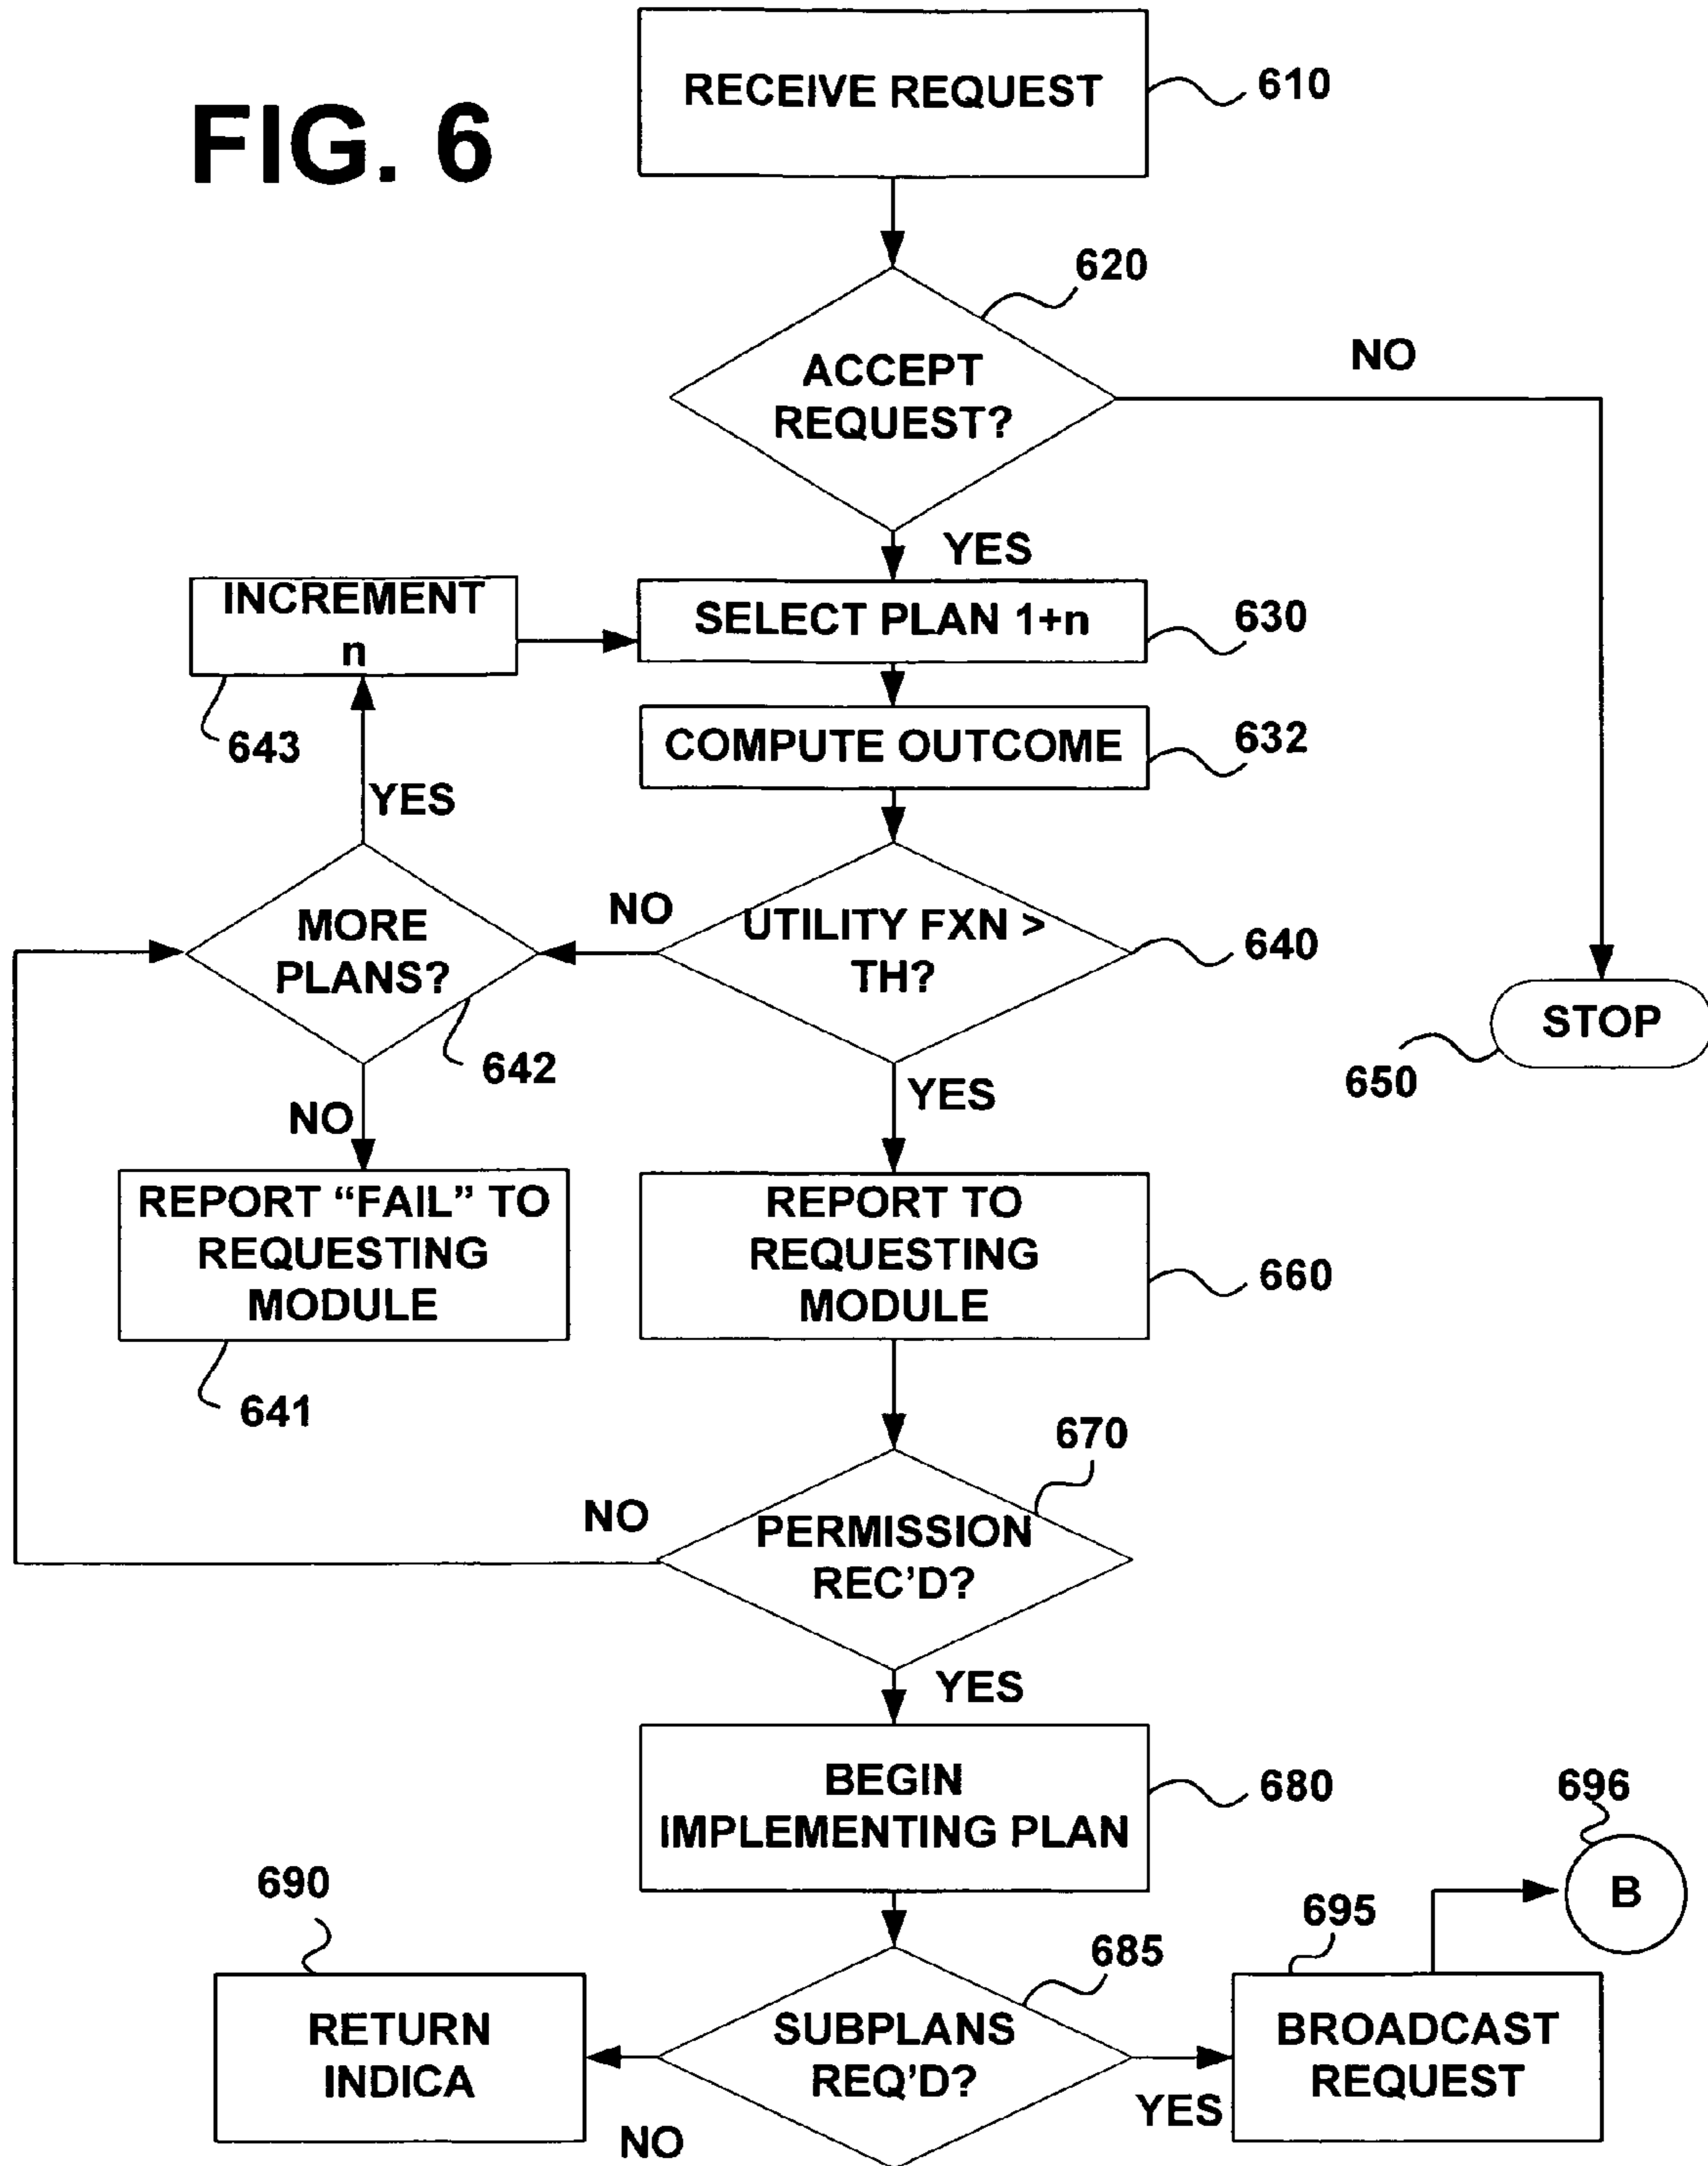 FIG. 6
RECEIVE REQUEST
610
620
ACCEPT
REQUEST?
NO
YES
INCREMENT
n
643
SELECT PLAN 1+n
630
COMPUTE OUTCOME
632
YES
MORE
PLANS?
642
NO
UTILITY FXN >
TH?
640
STOP
650
NO
YES
REPORT “FAIL” TO
REQUESTING
MODULE
641
REPORT TO
REQUESTING
MODULE
660
670
NO
PERMISSION
REC’D?
YES
BEGIN
IMPLEMENTING PLAN
680
696
B
690
695
685
RETURN
INDICA
SUBPLANS
REQ’D?
BROADCAST
REQUEST
NO
YES